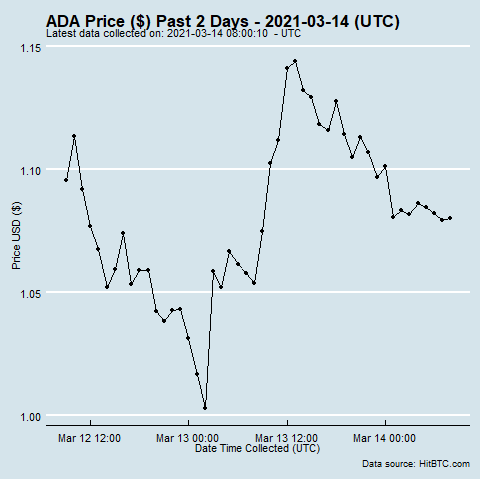 ADA Price ($) Past 2 Days - 2021-03-14 (UTC)
Latest data collected on: 2021-03-14 08:00:10 - UTC
1.15
1.10
1.05
1.00
Price USD ($)
Mar 12 12:00
Mar 13 00:00
Mar 13 12:00
Mar 14 00:00
Date Time Collected (UTC)
Data source: HitBTC.com